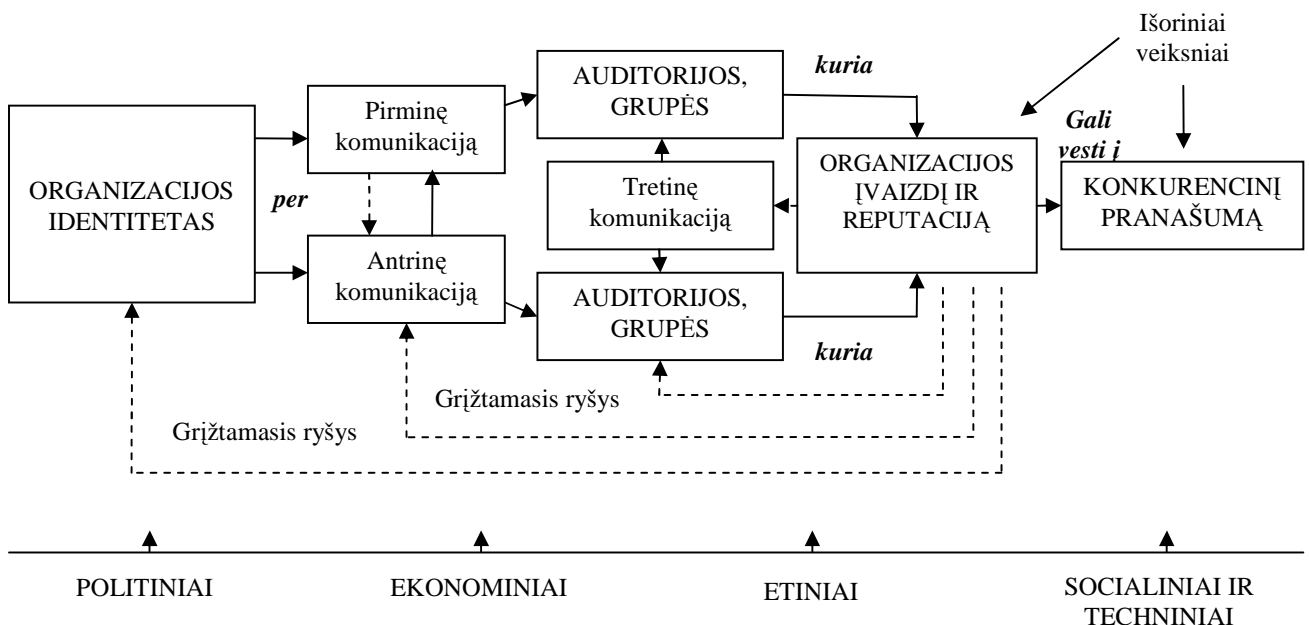 Išoriniai
veiksniai
AUDITORIJOS,
GRUPĖS
kuria
Pirminę
komunikaciją
Gali
vesti į
ORGANIZACIJOS
IDENTITETAS
per
Tretinę
komunikaciją
ORGANIZACIJOS
ĮVAIZDĮ IR
REPUTACIJĄ
KONKURENCINĮ
PRANAŠUMĄ
Antrinę
komunikaciją
AUDITORIJOS,
GRUPĖS
kuria
Grįžtamasis ryšys
Grįžtamasis ryšys
POLITINIAI
EKONOMINIAI
ETINIAI
SOCIALINIAI IR
TECHNINIAI